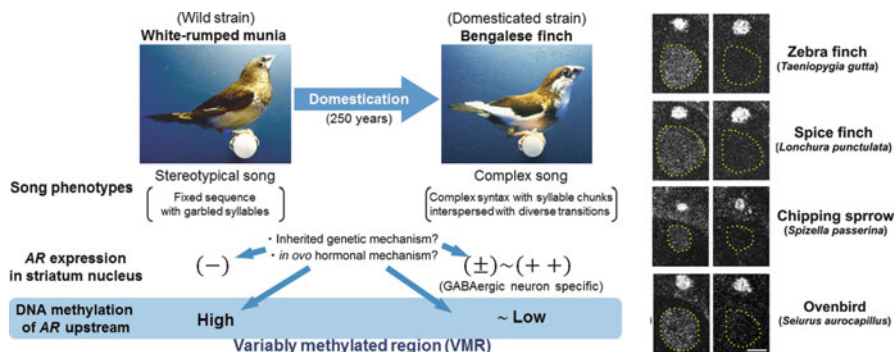 (Wild strain)
White-rumped munia
(Domesticated strain)
Bengalese finch
Domestication
(250 years)
Song phenotypes
Stereotypical song
Fixed sequence
with garbled syllables
Complex song
Complex syntax with syllable chunks
interspersed with diverse transitions
・Inherited genetic mechanism?
・in ovo hormonal mechanism?
AR expression
in striatum nucleus
(−)
(±)~(++)
(GABAergic neuron specific)
DNA methylation
of AR upstream
High
~ Low
Variably methylated region (VMR)
Zebra finch
(Taeniopygia gutta)
Spice finch
(Lonchura punctulata)
Chipping sprrow
(Spizella passerina)
Ovenbird
(Seiurus aurocapillus)